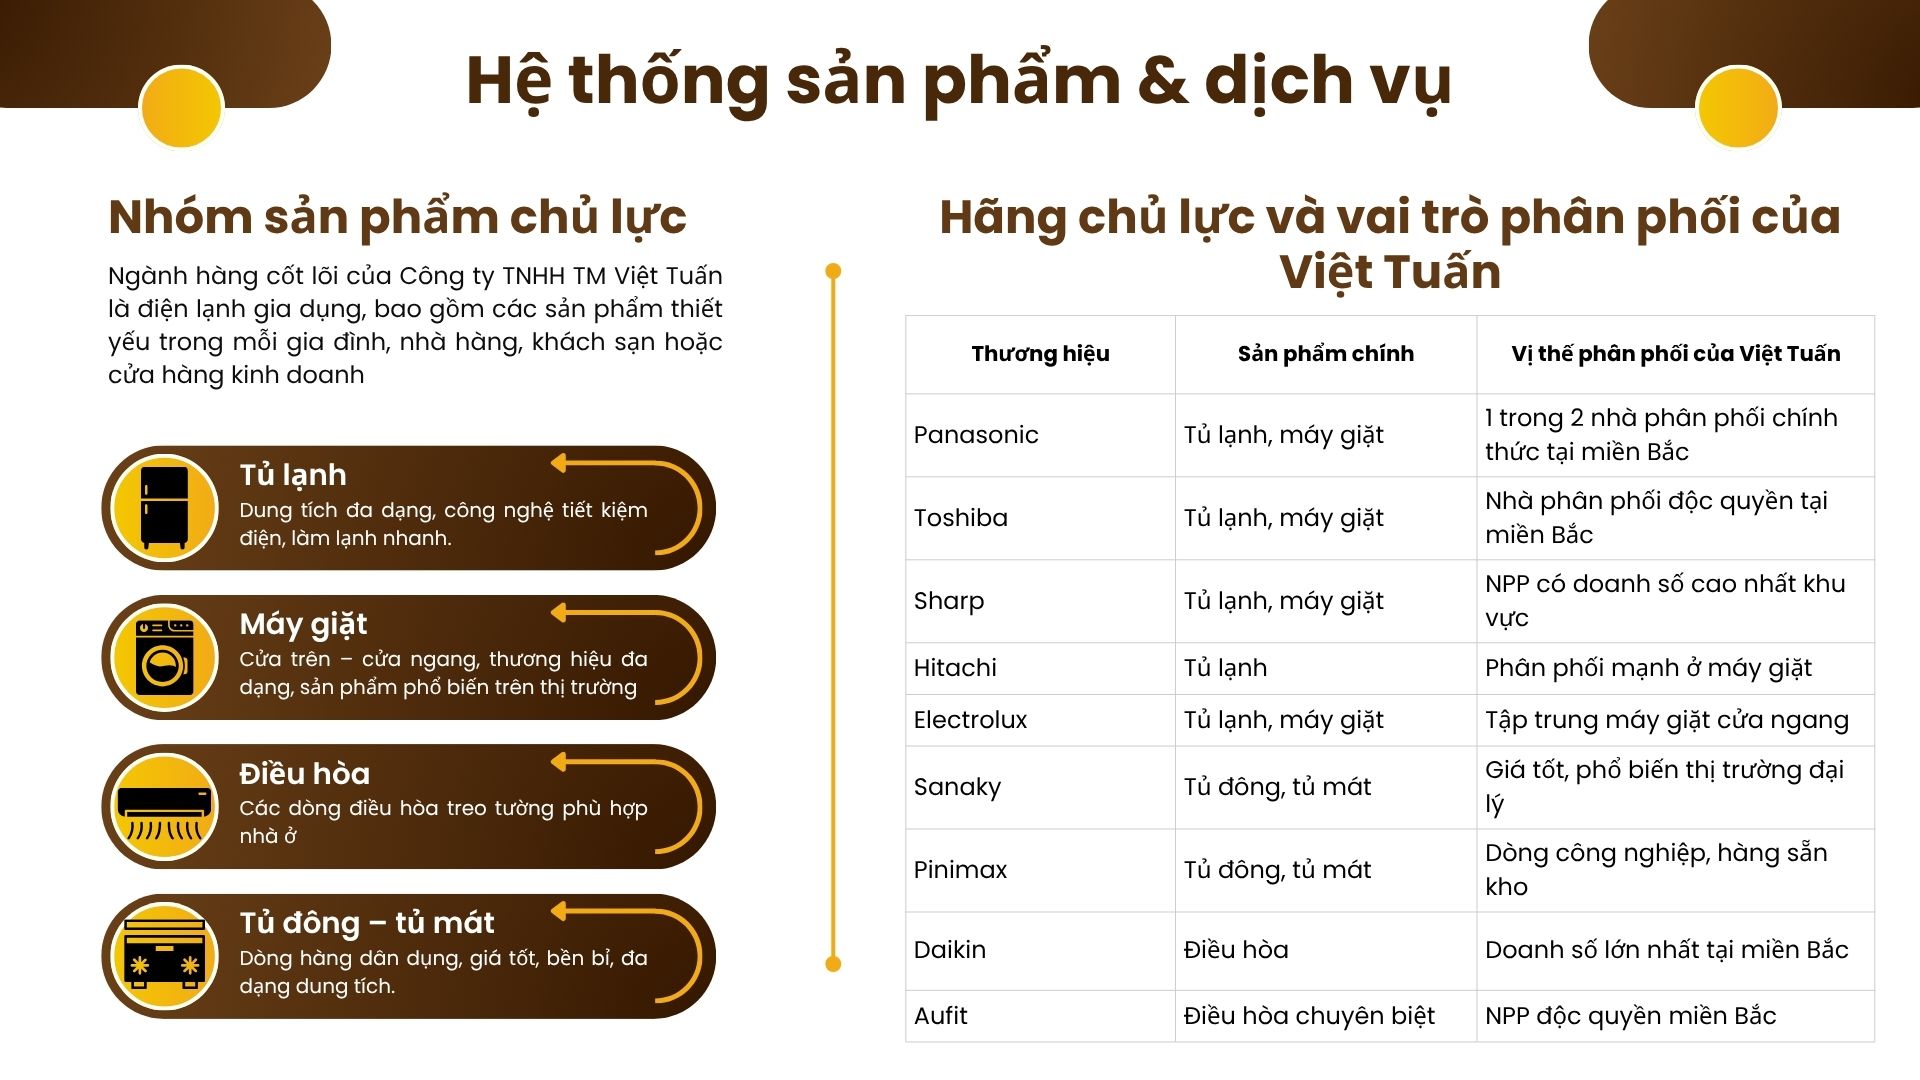 Hệ thống sản phẩm & dịch vụ
Nhóm sản phẩm chủ lực
Ngành hàng cốt lõi của Công ty TNHH TM Việt Tuấn
là điện lạnh gia dụng, bao gồm các sản phẩm thiết
yếu trong mỗi gia đình, nhà hàng, khách sạn hoặc
cửa hàng kinh doanh
Tủ lạnh
Dung tích đa dạng, công nghệ tiết kiệm
điện, làm lạnh nhanh.
Máy giặt
Cửa trên – cửa ngang, thương hiệu đa
dạng, sản phẩm phổ biến trên thị trường
Điều hòa
Các dòng điều hòa treo tường phù hợp
nhà ở
Tủ đông – tủ mát
Dòng hàng dân dụng, giá tốt, bền bỉ, đa
dạng dung tích.
Hãng chủ lực và vai trò phân phối của
Việt Tuấn
Thương hiệu Sản phẩm chính Vị thế phân phối của Việt Tuấn
Panasonic Tủ lạnh, máy giặt 1 trong 2 nhà phân phối chính
thức tại miền Bắc
Toshiba Tủ lạnh, máy giặt Nhà phân phối độc quyền tại
miền Bắc
Sharp Tủ lạnh, máy giặt NPP có doanh số cao nhất khu
vực
Hitachi Tủ lạnh Phân phối mạnh ở máy giặt
Electrolux Tủ lạnh, máy giặt Tập trung máy giặt cửa ngang
Sanaky Tủ đông, tủ mát Giá tốt, phổ biến thị trường đại
lý
Pinimax Tủ đông, tủ mát Dòng công nghiệp, hàng sẵn
kho
Daikin Điều hòa Doanh số lớn nhất tại miền Bắc
Aufit Điều hòa chuyên biệt NPP độc quyền miền Bắc